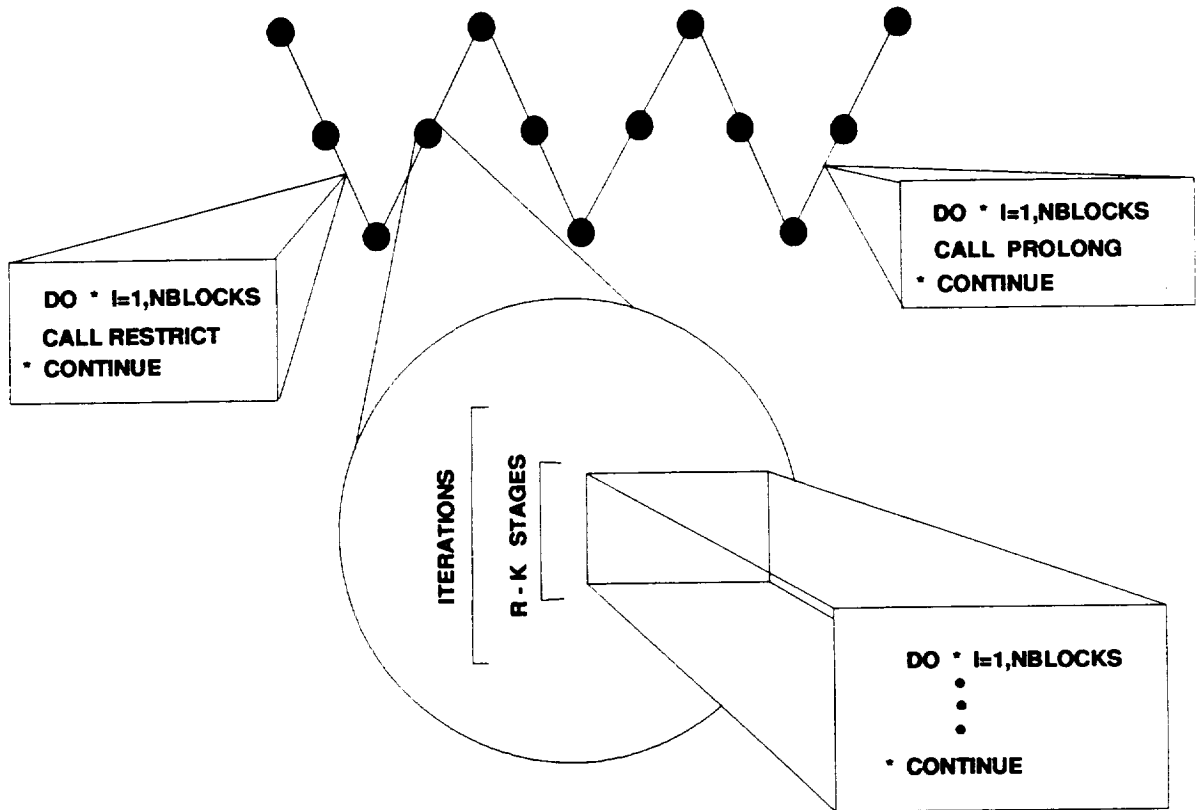 DO * I=1,NBLOCKS
CALL PROLONG
* CONTINUE
DO * I=1,NBLOCKS
CALL RESTRICT
* CONTINUE
ITERATIONS
R - K STAGES
DO * I=1,NBLOCKS
* CONTINUE